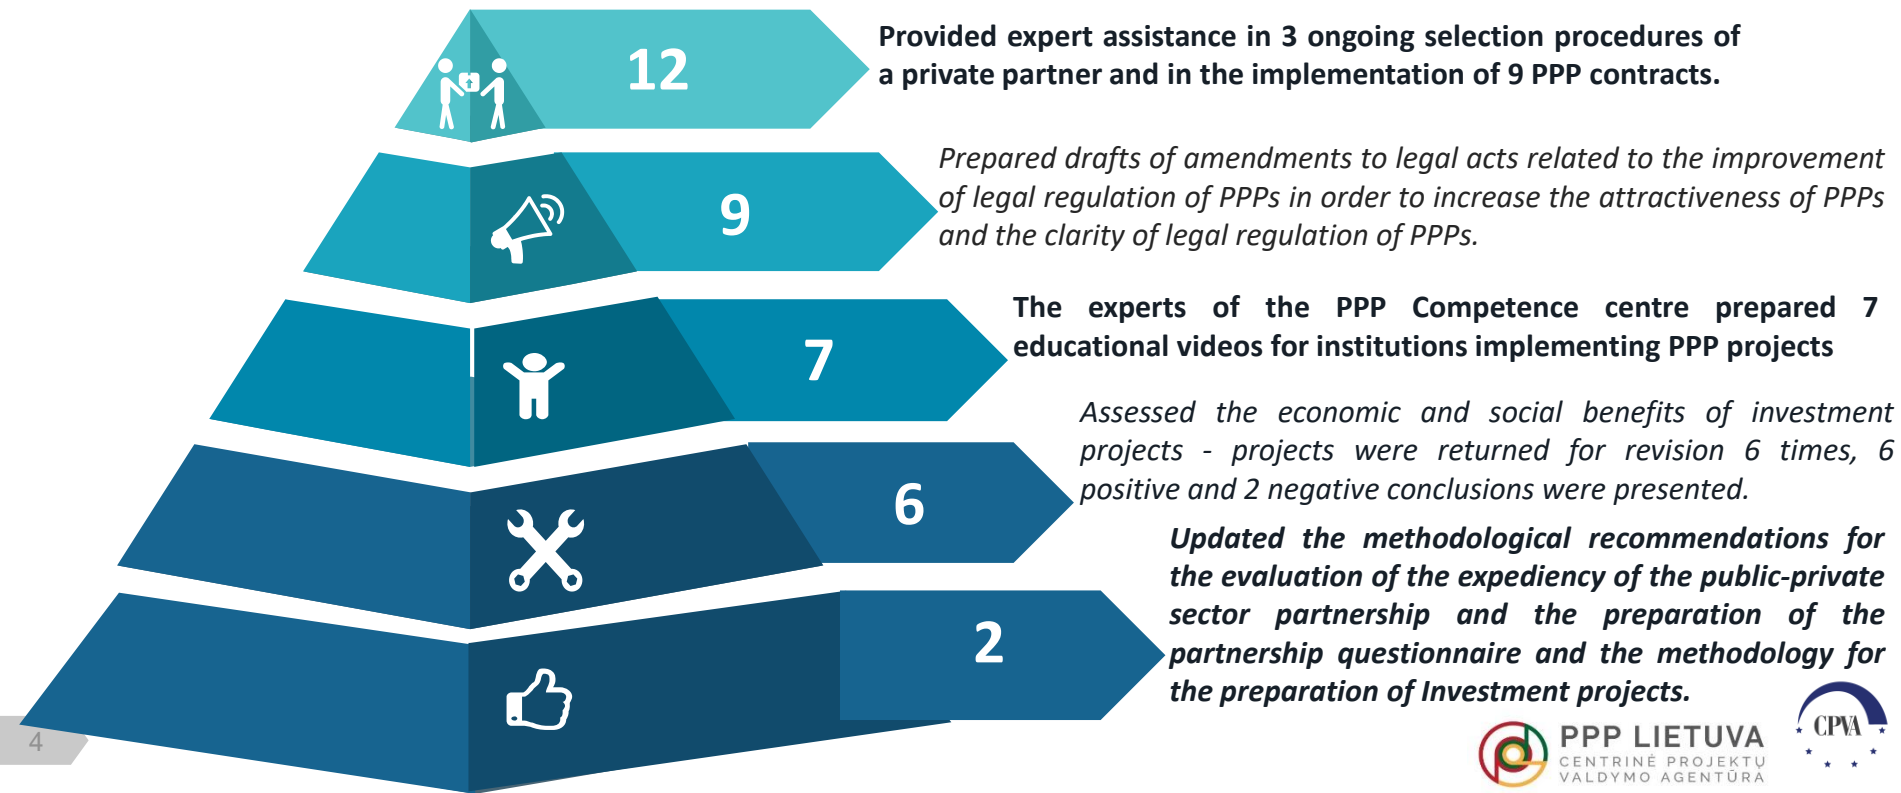 12
Provided expert assistance in 3 ongoing selection procedures of
a private partner and in the implementation of 9 PPP contracts.
9
Prepared drafts of amendments to legal acts related to the improvement
of legal regulation of PPPs in order to increase the attractiveness of PPPs
and the clarity of legal regulation of PPPs.
7
The experts of the PPP Competence centre prepared 7
educational videos for institutions implementing PPP projects
6
Assessed the economic and social benefits of investment
projects - projects were returned for revision 6 times, 6
positive and 2 negative conclusions were presented.
2
Updated the methodological recommendations for
the evaluation of the expediency of the public-private
sector partnership and the preparation of the
partnership questionnaire and the methodology for
the preparation of Investment projects.
4
PPP LIETUVA
CENTRINĖ PROJEKTŲ
VALDYMO AGENTŪRA
CPVA